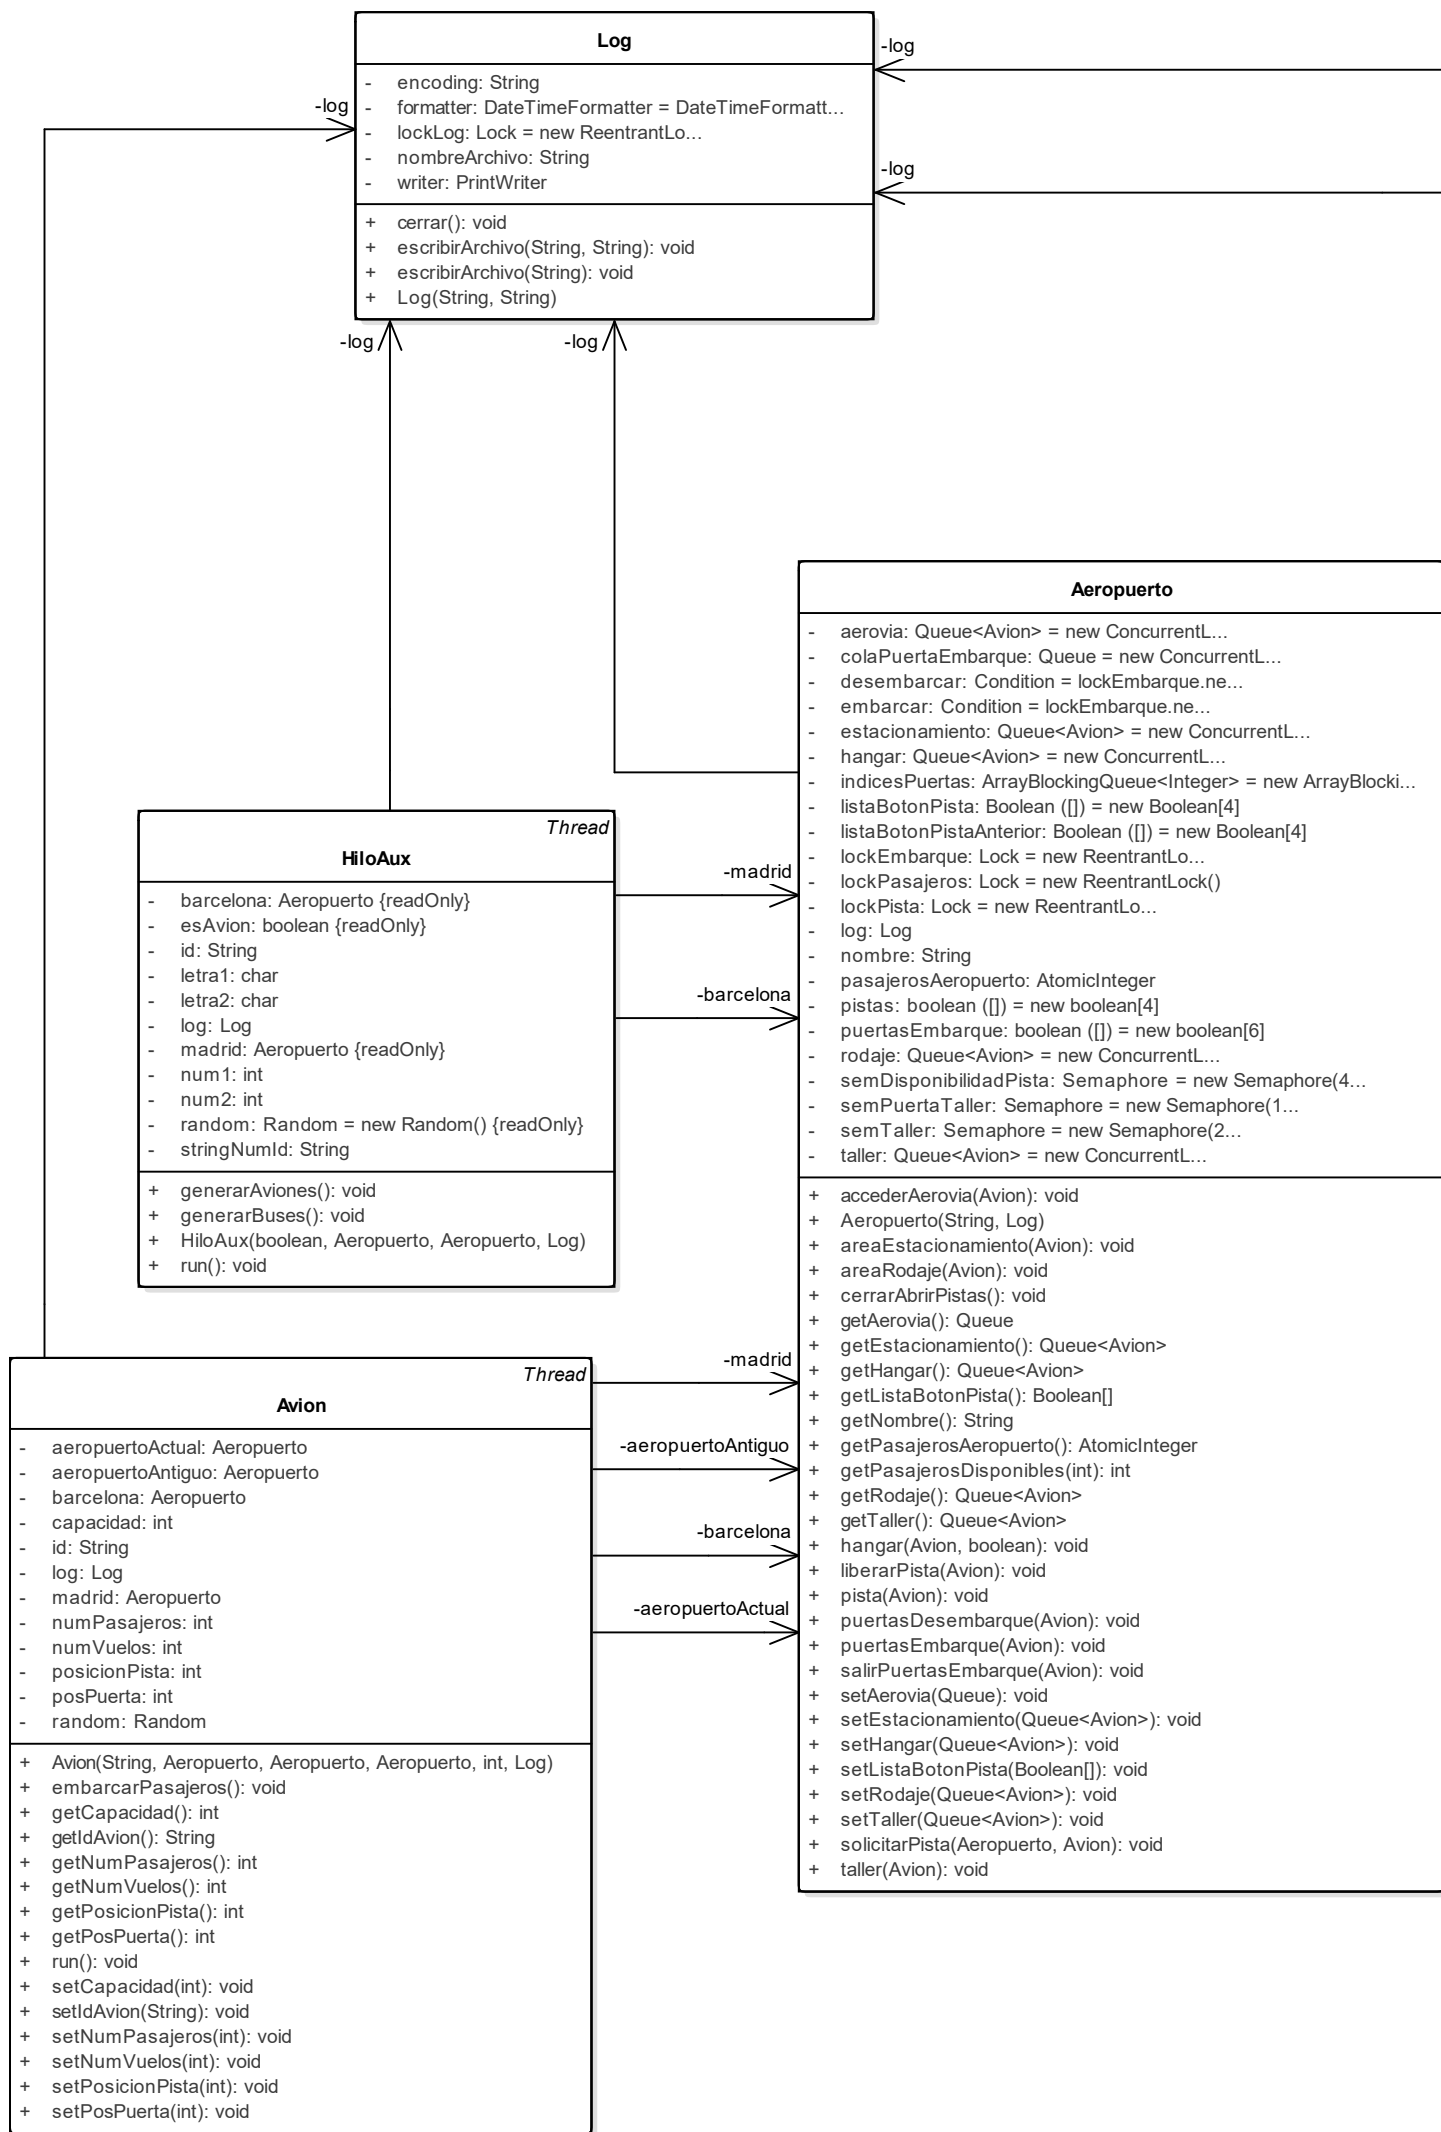 Log
- encoding: String
- formatter: DateTimeFormatter = DateTimeFormatt...
- lockLog: Lock = new ReentrantLo...
- nombreArchivo: String
- writer: PrintWriter
+ cerrar(): void
+ escribirArchivo(String, String): void
+ escribirArchivo(String): void
+ Log(String, String)
-log
-log
-log
-log
-log
Aeropuerto
- aerovia: Queue<Avion> = new ConcurrentL...
- colaPuertaEmbarque: Queue = new ConcurrentL...
- desembarcar: Condition = lockEmbarque.ne...
- embarcar: Condition = lockEmbarque.ne...
- estacionamiento: Queue<Avion> = new ConcurrentL...
- hangar: Queue<Avion> = new ConcurrentL...
- indicesPuertas: ArrayBlockingQueue<Integer> = new ArrayBlocki...
- listaBotonPista: Boolean ([]) = new Boolean[4]
- listaBotonPistaAnterior: Boolean ([]) = new Boolean[4]
- lockEmbarque: Lock = new ReentrantLo...
- lockPasajeros: Lock = new ReentrantLock()
- lockPista: Lock = new ReentrantLo...
- log: Log
- nombre: String
- pasajerosAeropuerto: AtomicInteger
- pistas: boolean ([]) = new boolean[4]
- puertasEmbarque: boolean ([]) = new boolean[6]
- rodaje: Queue<Avion> = new ConcurrentL...
- semDisponibilidadPista: Semaphore = new Semaphore(4...
- semPuertaTaller: Semaphore = new Semaphore(1...
- semTaller: Semaphore = new Semaphore(2...
- taller: Queue<Avion> = new ConcurrentL...
+ accederAerovia(Avion): void
+ Aeropuerto(String, Log)
+ areaEstacionamiento(Avion): void
+ areaRodaje(Avion): void
+ cerrarAbrirPistas(): void
+ getAerovia(): Queue
+ getEstacionamiento(): Queue<Avion>
+ getHangar(): Queue<Avion>
+ getListaBotonPista(): Boolean[]
+ getNombre(): String
+ getPasajerosAeropuerto(): AtomicInteger
+ getPasajerosDisponibles(int): int
+ getRodaje(): Queue<Avion>
+ getTaller(): Queue<Avion>
+ hangar(Avion, boolean): void
+ liberarPista(Avion): void
+ pista(Avion): void
+ puertasDesembarque(Avion): void
+ puertasEmbarque(Avion): void
+ salirPuertasEmbarque(Avion): void
+ setAerovia(Queue): void
+ setEstacionamiento(Queue<Avion>): void
+ setHangar(Queue<Avion>): void
+ setListaBotonPista(Boolean[]): void
+ setRodaje(Queue<Avion>): void
+ setTaller(Queue<Avion>): void
+ solicitarPista(Aeropuerto, Avion): void
+ taller(Avion): void
Thread
HiloAux
- barcelona: Aeropuerto {readOnly}
- esAvion: boolean {readOnly}
- id: String
- letra1: char
- letra2: char
- log: Log
- madrid: Aeropuerto {readOnly}
- num1: int
- num2: int
- random: Random = new Random() {readOnly}
- stringNumId: String
+ generarAviones(): void
+ generarBuses(): void
+ HiloAux(boolean, Aeropuerto, Aeropuerto, Log)
+ run(): void
-madrid
-barcelona
Thread
Avion
- aeropuertoActual: Aeropuerto
- aeropuertoAntiguo: Aeropuerto
- barcelona: Aeropuerto
- capacidad: int
- id: String
- log: Log
- madrid: Aeropuerto
- numPasajeros: int
- numVuelos: int
- posicionPista: int
- posPuerta: int
- random: Random
+ Avion(String, Aeropuerto, Aeropuerto, Aeropuerto, int, Log)
+ embarcarPasajeros(): void
+ getCapacidad(): int
+ getIdAvion(): String
+ getNumPasajeros(): int
+ getNumVuelos(): int
+ getPosicionPista(): int
+ getPosPuerta(): int
+ run(): void
+ setCapacidad(int): void
+ setIdAvion(String): void
+ setNumPasajeros(int): void
+ setNumVuelos(int): void
+ setPosicionPista(int): void
+ setPosPuerta(int): void
-madrid
-aeropuertoAntiguo
-barcelona
-aeropuertoActual